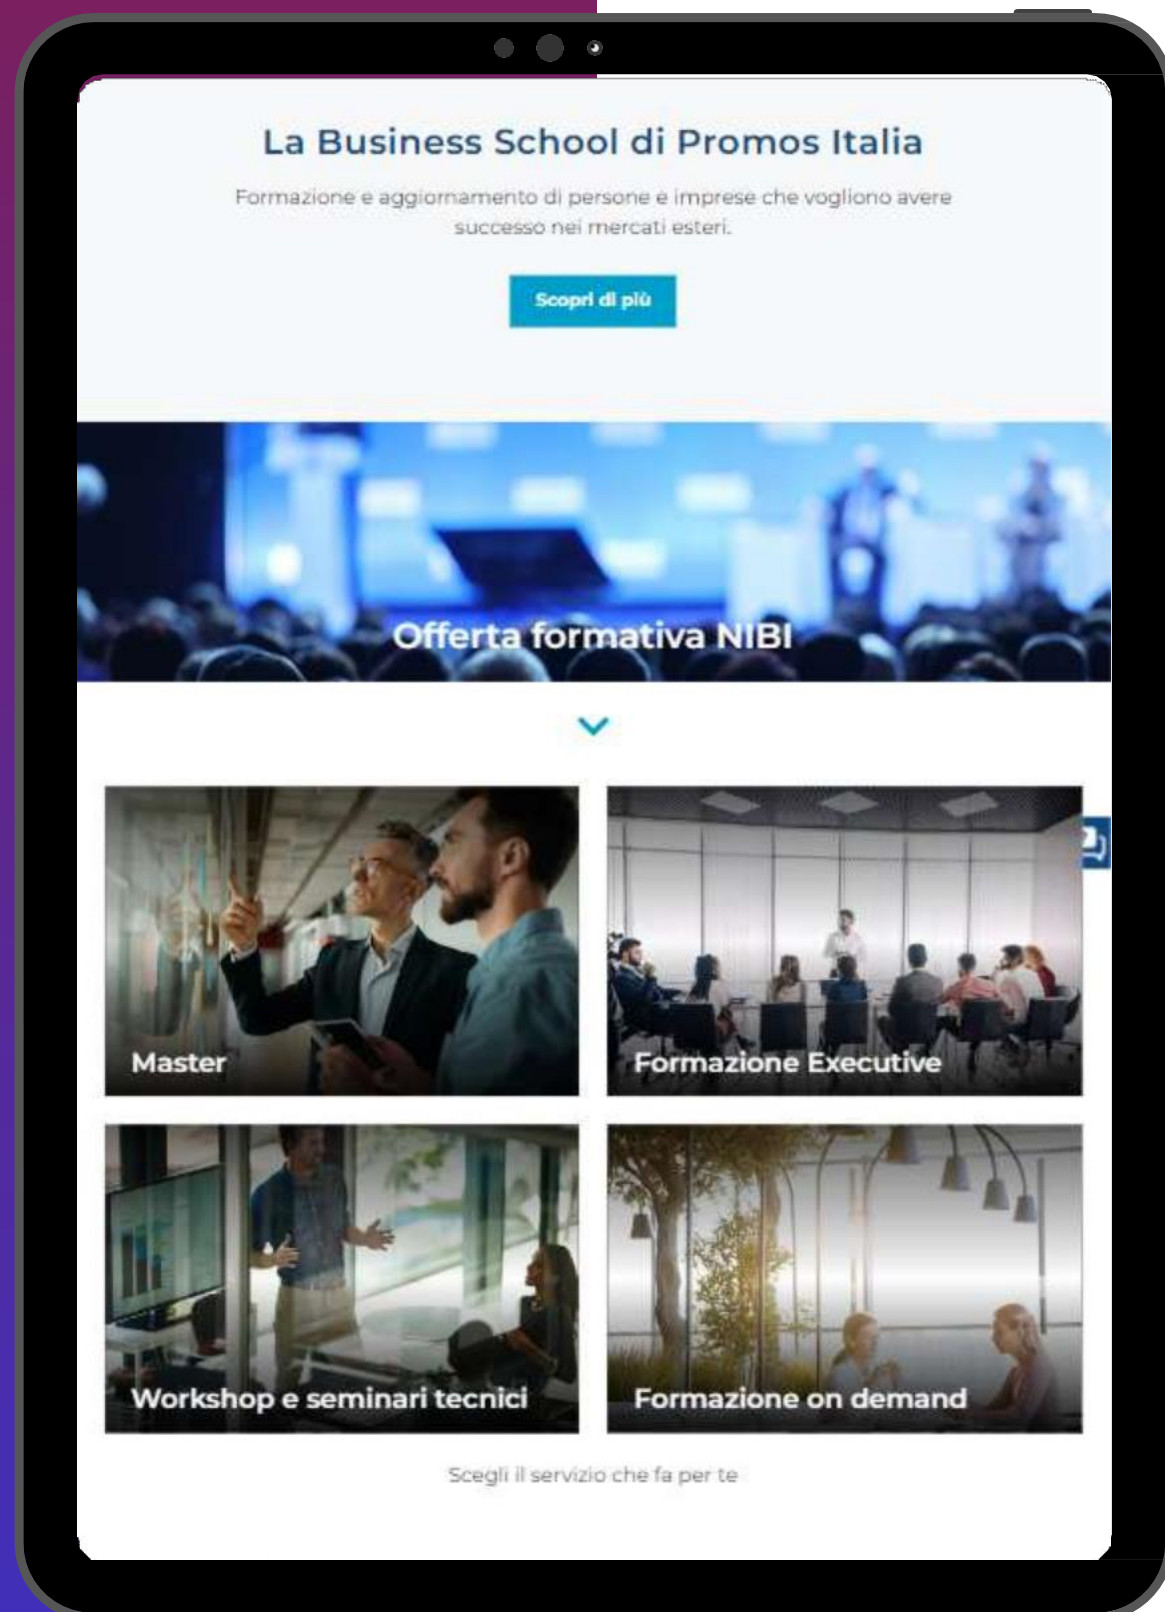 La Business School di Promos Italia
Formazione e aggiornamento di persone e imprese che vogliono avere
successo nei mercati esteri.
Scopri di più
Offerta formativa NIBI
Master
Formazione Executive
Workshop e seminari tecnici
Formazione on demand
Scegli il servizio che fa per te